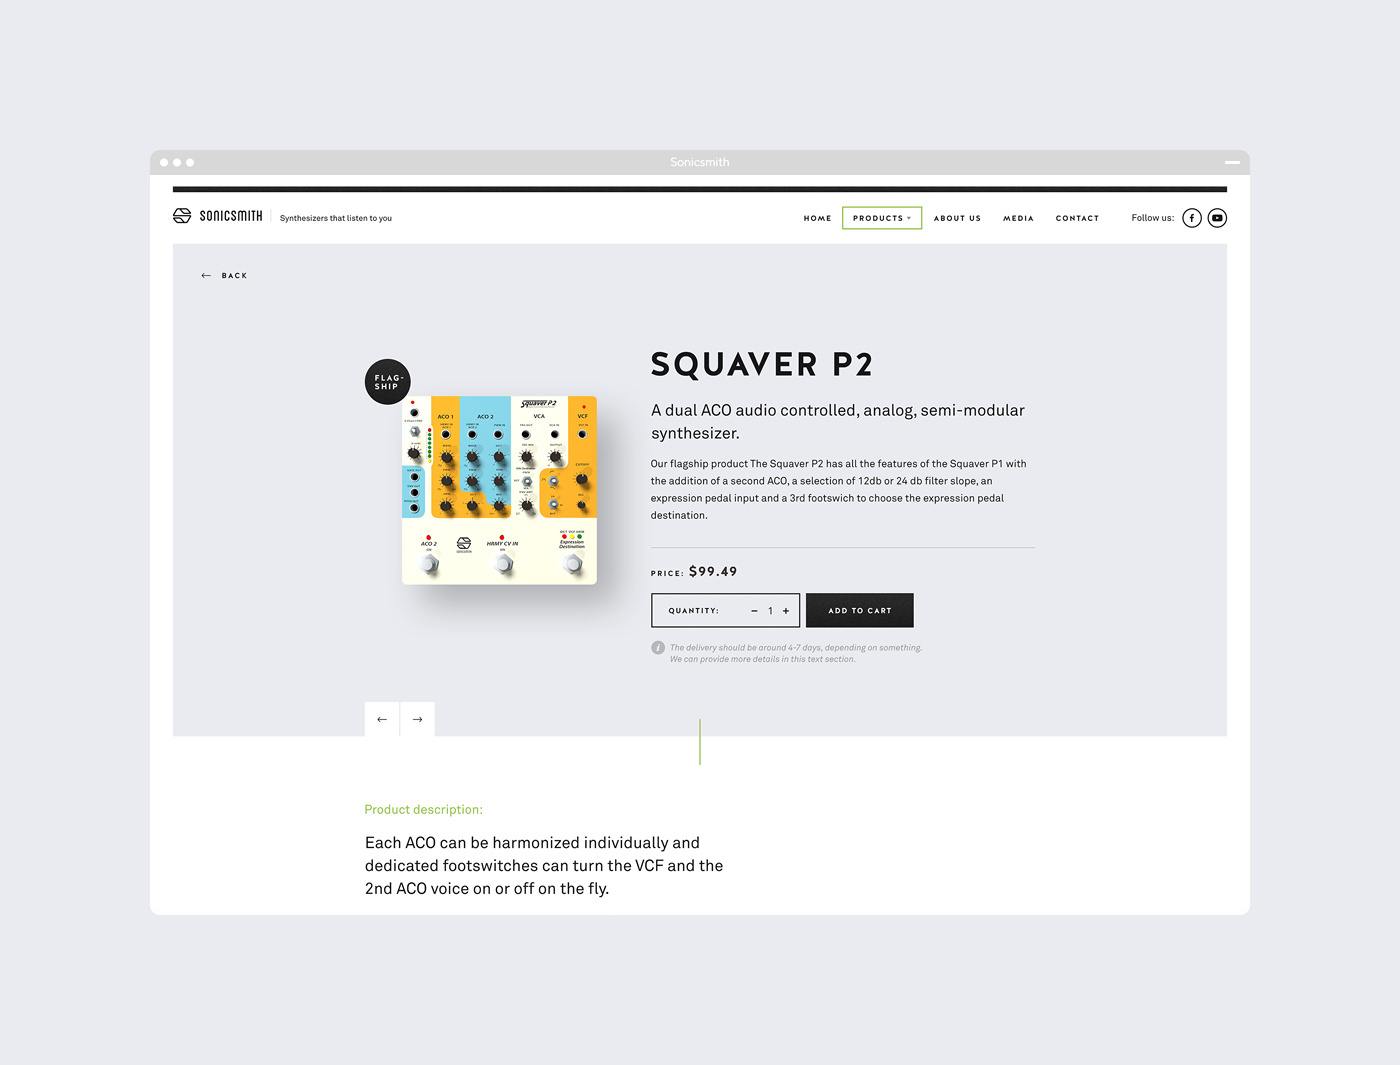 Sonicsmith
SONICSMITH
Synthesizers that listen to you
HOME
PRODUCTS
ABOUT US
MEDIA
CONTACT
Follow us:
BACK
FLAG-
SHIP
Squaver P2
ACO 1
ACO 2
VCA
VCF
ACO 2
ON
SONICSMITH
HRMY CV IN
ON
Expression
Destination
SQUAVER P2
A dual ACO audio controlled, analog, semi-modular
synthesizer.
Our flagship product The Squaver P2 has all the features of the Squaver P1 with
the addition of a second ACO, a selection of 12db or 24 db filter slope, an
expression pedal input and a 3rd footswich to choose the expression pedal
destination.
PRICE: $99.49
QUANTITY: − 1 +
ADD TO CART
i
The delivery should be around 4-7 days, depending on something.
We can provide more details in this text section.
Product description:
Each ACO can be harmonized individually and
dedicated footswitches can turn the VCF and the
2nd ACO voice on or off on the fly.